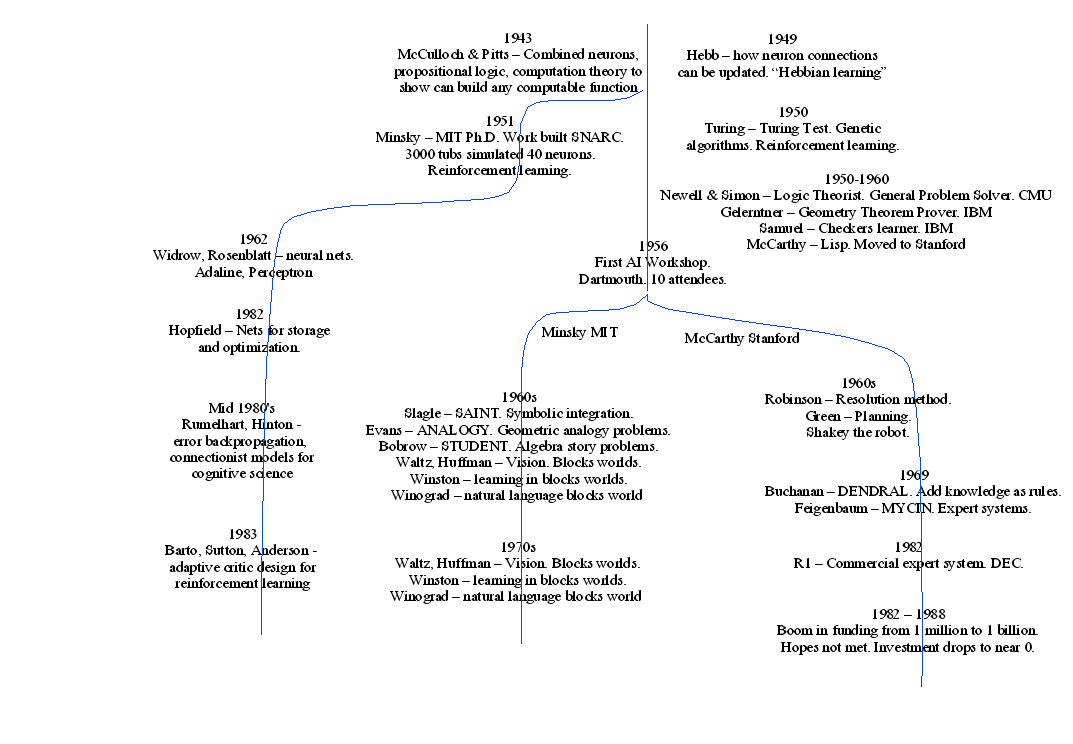 1943
McCulloch & Pitts – Combined neurons,
propositional logic, computation theory to
show can build any computable function
1949
Hebb – how neuron connections
can be updated. “Hebbian learning”
1951
Minsky – MIT Ph.D. Work built SNARC.
3000 tubs simulated 40 neurons.
Reinforcement learning.
1950
Turing – Turing Test. Genetic
algorithms. Reinforcement learning.
1950-1960
Newell & Simon – Logic Theorist. General Problem Solver. CMU
Gelerntner – Geometry Theorem Prover. IBM
Samuel – Checkers learner. IBM
McCarthy – Lisp. Moved to Stanford
1956
First AI Workshop.
Dartmouth. 10 attendees.
Minsky MIT
McCarthy Stanford
1962
Widrow, Rosenblatt – neural nets.
Adaline, Perceptron
1982
Hopfield – Nets for storage
and optimization.
Mid 1980's
Rumelhart, Hinton -
error backpropagation,
connectionist models for
cognitive science
1983
Barto, Sutton, Anderson -
adaptive critic design for
reinforcement learning
1960s
Slagle – SAINT. Symbolic integration.
Evans – ANALOGY. Geometric analogy problems.
Bobrow – STUDENT. Algebra story problems.
Waltz, Huffman – Vision. Blocks worlds.
Winston – learning in blocks worlds.
Winograd – natural language blocks world
1970s
Waltz, Huffman – Vision. Blocks worlds.
Winston – learning in blocks worlds.
Winograd – natural language blocks world
1960s
Robinson – Resolution method.
Green – Planning.
Shakey the robot.
1969
Buchanan – DENDRAL. Add knowledge as rules.
Feigenbaum – MYCIN. Expert systems.
1982
R1 – Commercial expert system. DEC.
1982 – 1988
Boom in funding from 1 million to 1 billion.
Hopes not met. Investment drops to near 0.